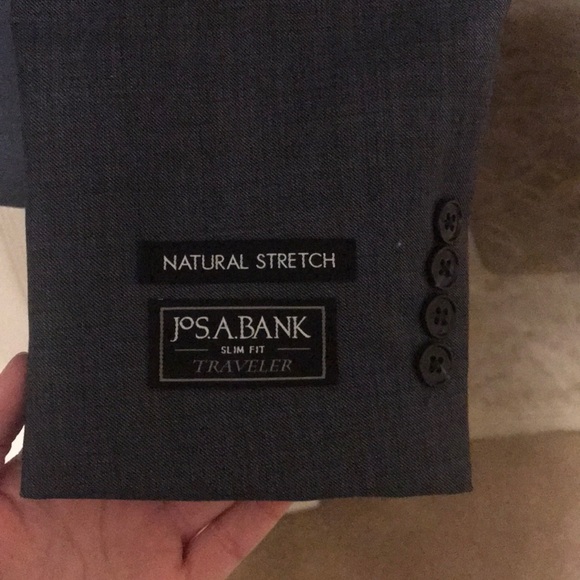 NATURAL STRETCH
JOS.A.BANK
SLIM FIT
TRAVELER